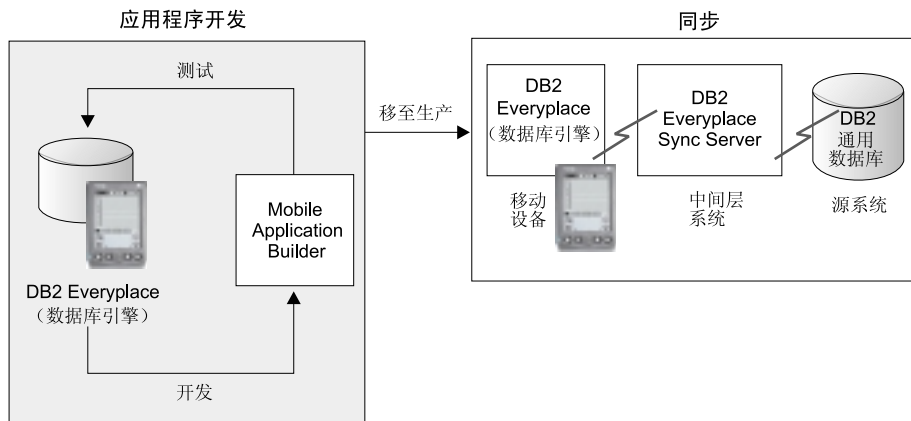 应用程序开发
测试
DB2 Everyplace
（数据库引擎）
Mobile
Application
Builder
开发
移至生产
同步
DB2
Everyplace
（数据库引擎）
移动
设备
DB2
Everyplace
Sync Server
中间层
系统
DB2
通用
数据库
源系统